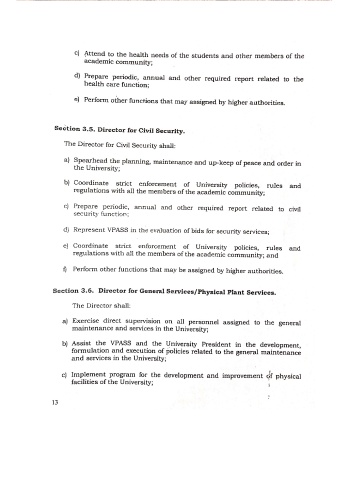 c) Attend to the health needs of the students and other members of the
academic community;
d) Prepare periodic, annual and other required report related to the
health care function;
e) Perform other functions that may assigned by higher authorities.
Section 3.5. Director for Civil Security.
The Director for Civil Security shall:
a) Spearhead the planning, maintenance and up-keep of peace and order in
the University;
b) Coordinate strict enforcement of University policies, rules and
regulations with all the members of the academic community;
c) Prepare periodic, annual and other required report related to civil
security function;
d) Represent VPASS in the evaluation of bids for security services;
e) Coordinate strict enforcement of University policies, rules and
regulations with all the members of the academic community; and
f) Perform other functions that may be assigned by higher authorities.
Section 3.6. Director for General Services/Physical Plant Services.
The Director shall:
a) Exercise direct supervision on all personnel assigned to the general
maintenance and services in the University;
b) Assist the VPASS and the University President in the development,
formulation and execution of policies related to the general maintenance
and services in the University;
c) Implement program for the development and improvement of physical
facilities of the University;
13